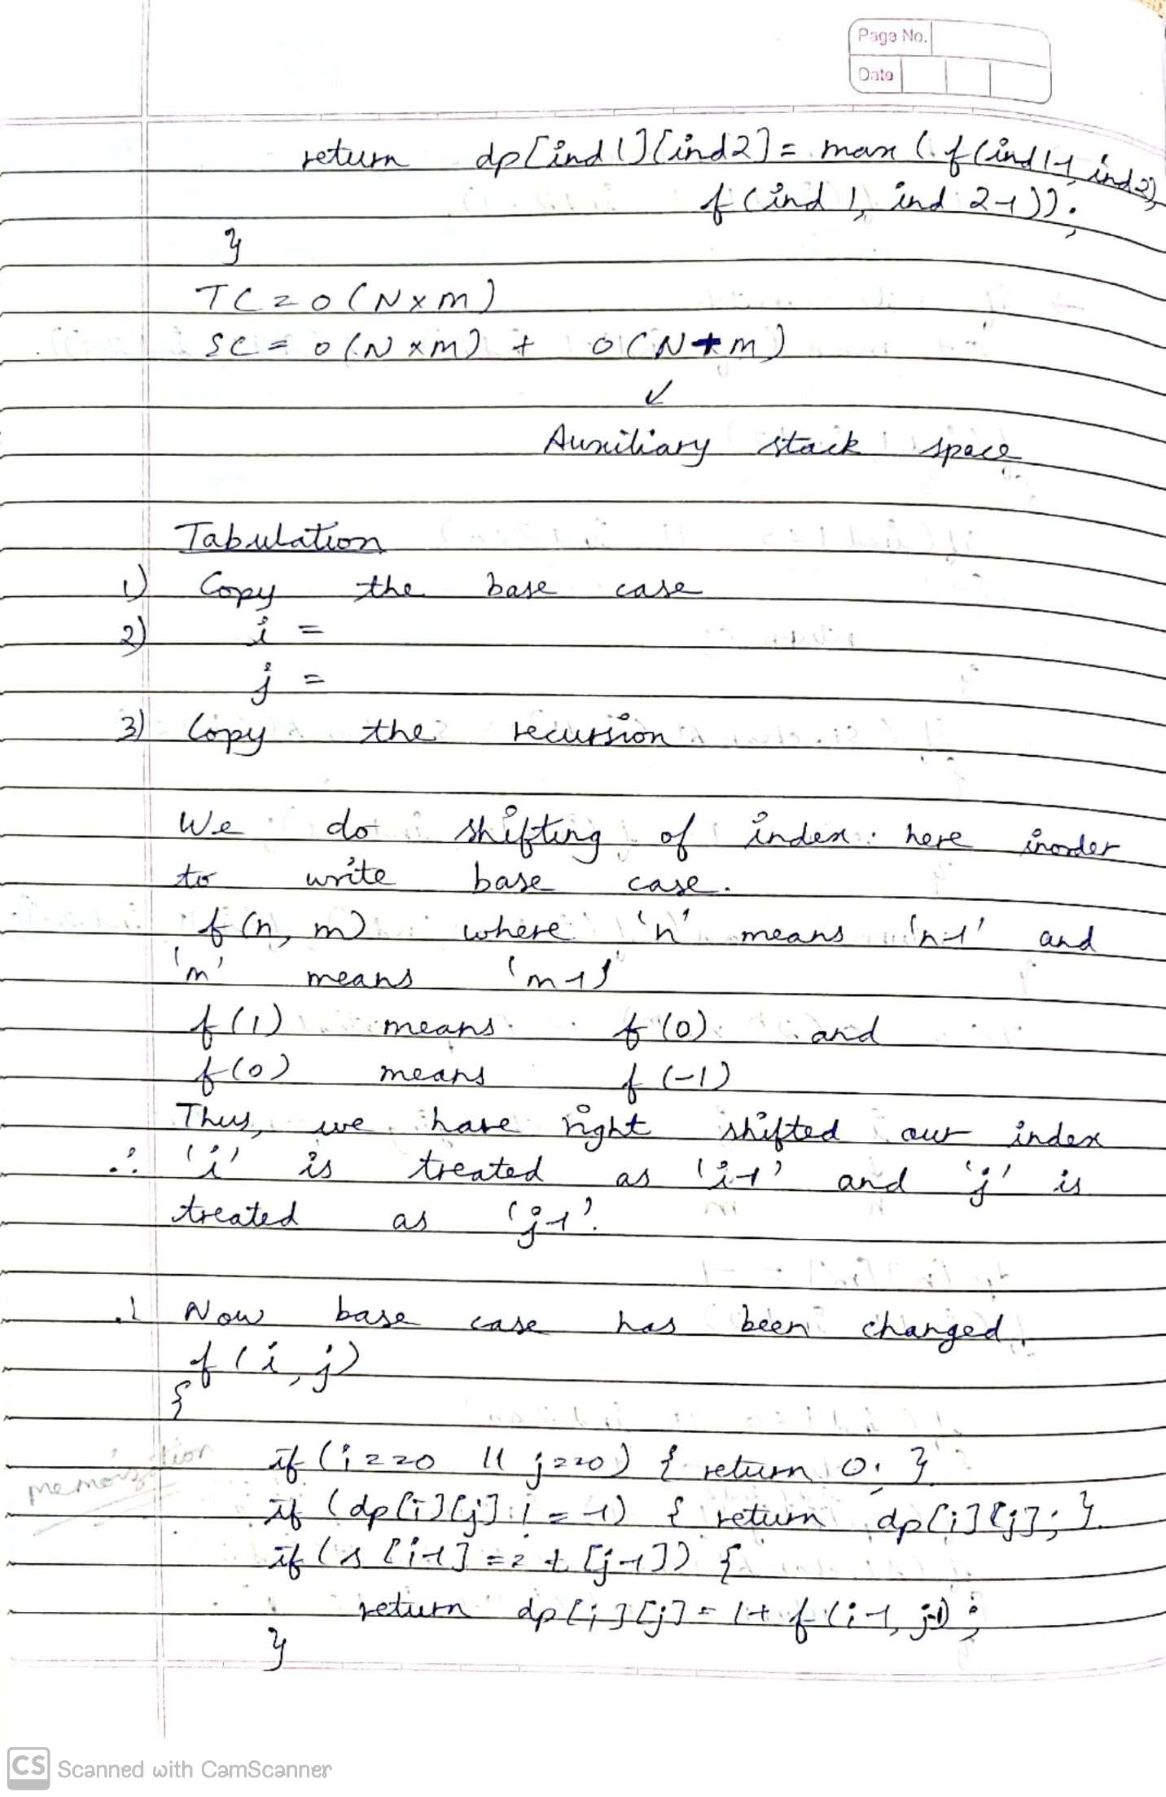 Page No.
Date
return dp[ind1][ind2] = max (f(ind1-1, ind2),
f(ind1, ind2-1));
}
TC = O(N×m)
SC = O(N×m) + O(N+m)
↙
Auxiliary stack space
Tabulation
1) Copy the base case
2) i =
j =
3) Copy the recursion
We do shifting of index here inorder
to write base case.
f(n, m) where 'n' means 'n-1' and
'm' means 'm-1'
f(1) means f(0) and
f(0) means f(-1)
Thus, we have right shifted our index
∴ 'i' is treated as 'i-1' and 'j' is
treated as 'j-1'.
Now base case has been changed.
f(i, j)
{
if (i==0 || j==0) { return 0; }
memoization
if (dp[i][j] != -1) { return dp[i][j]; }
if (s[i-1] == t[j-1]) {
return dp[i][j] = 1+ f(i-1, j-1);
}
CS Scanned with CamScanner